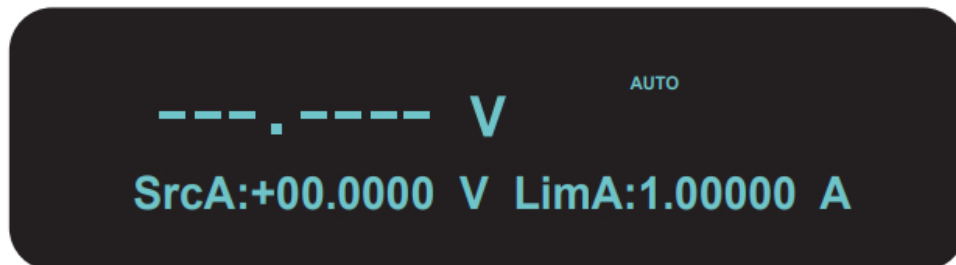 AUTO
---.---- V
SrcA:+00.0000 V LimA:1.00000 A